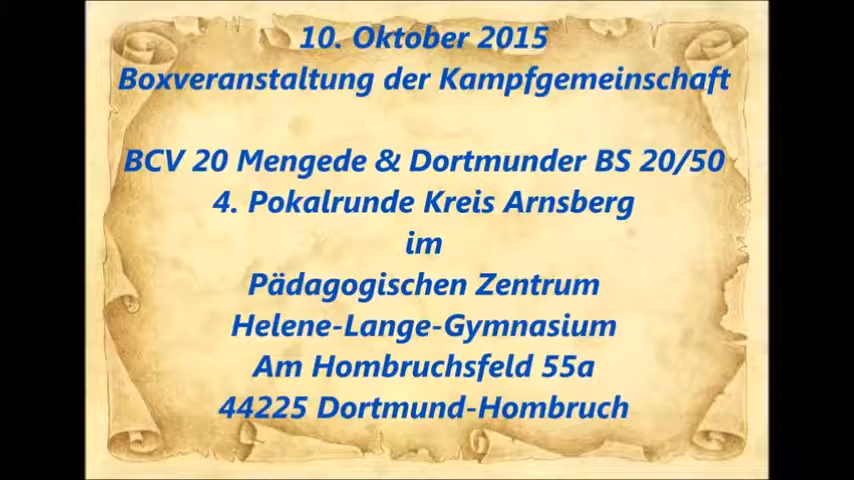 10. Oktober 2015
Boxveranstaltung der Kampfgemeinschaft
BCV 20 Mengede & Dortmunder BS 20/50
4. Pokalrunde Kreis Arnsberg
im
Pädagogischen Zentrum
Helene-Lange-Gymnasium
Am Hombruchsfeld 55a
44225 Dortmund-Hombruch